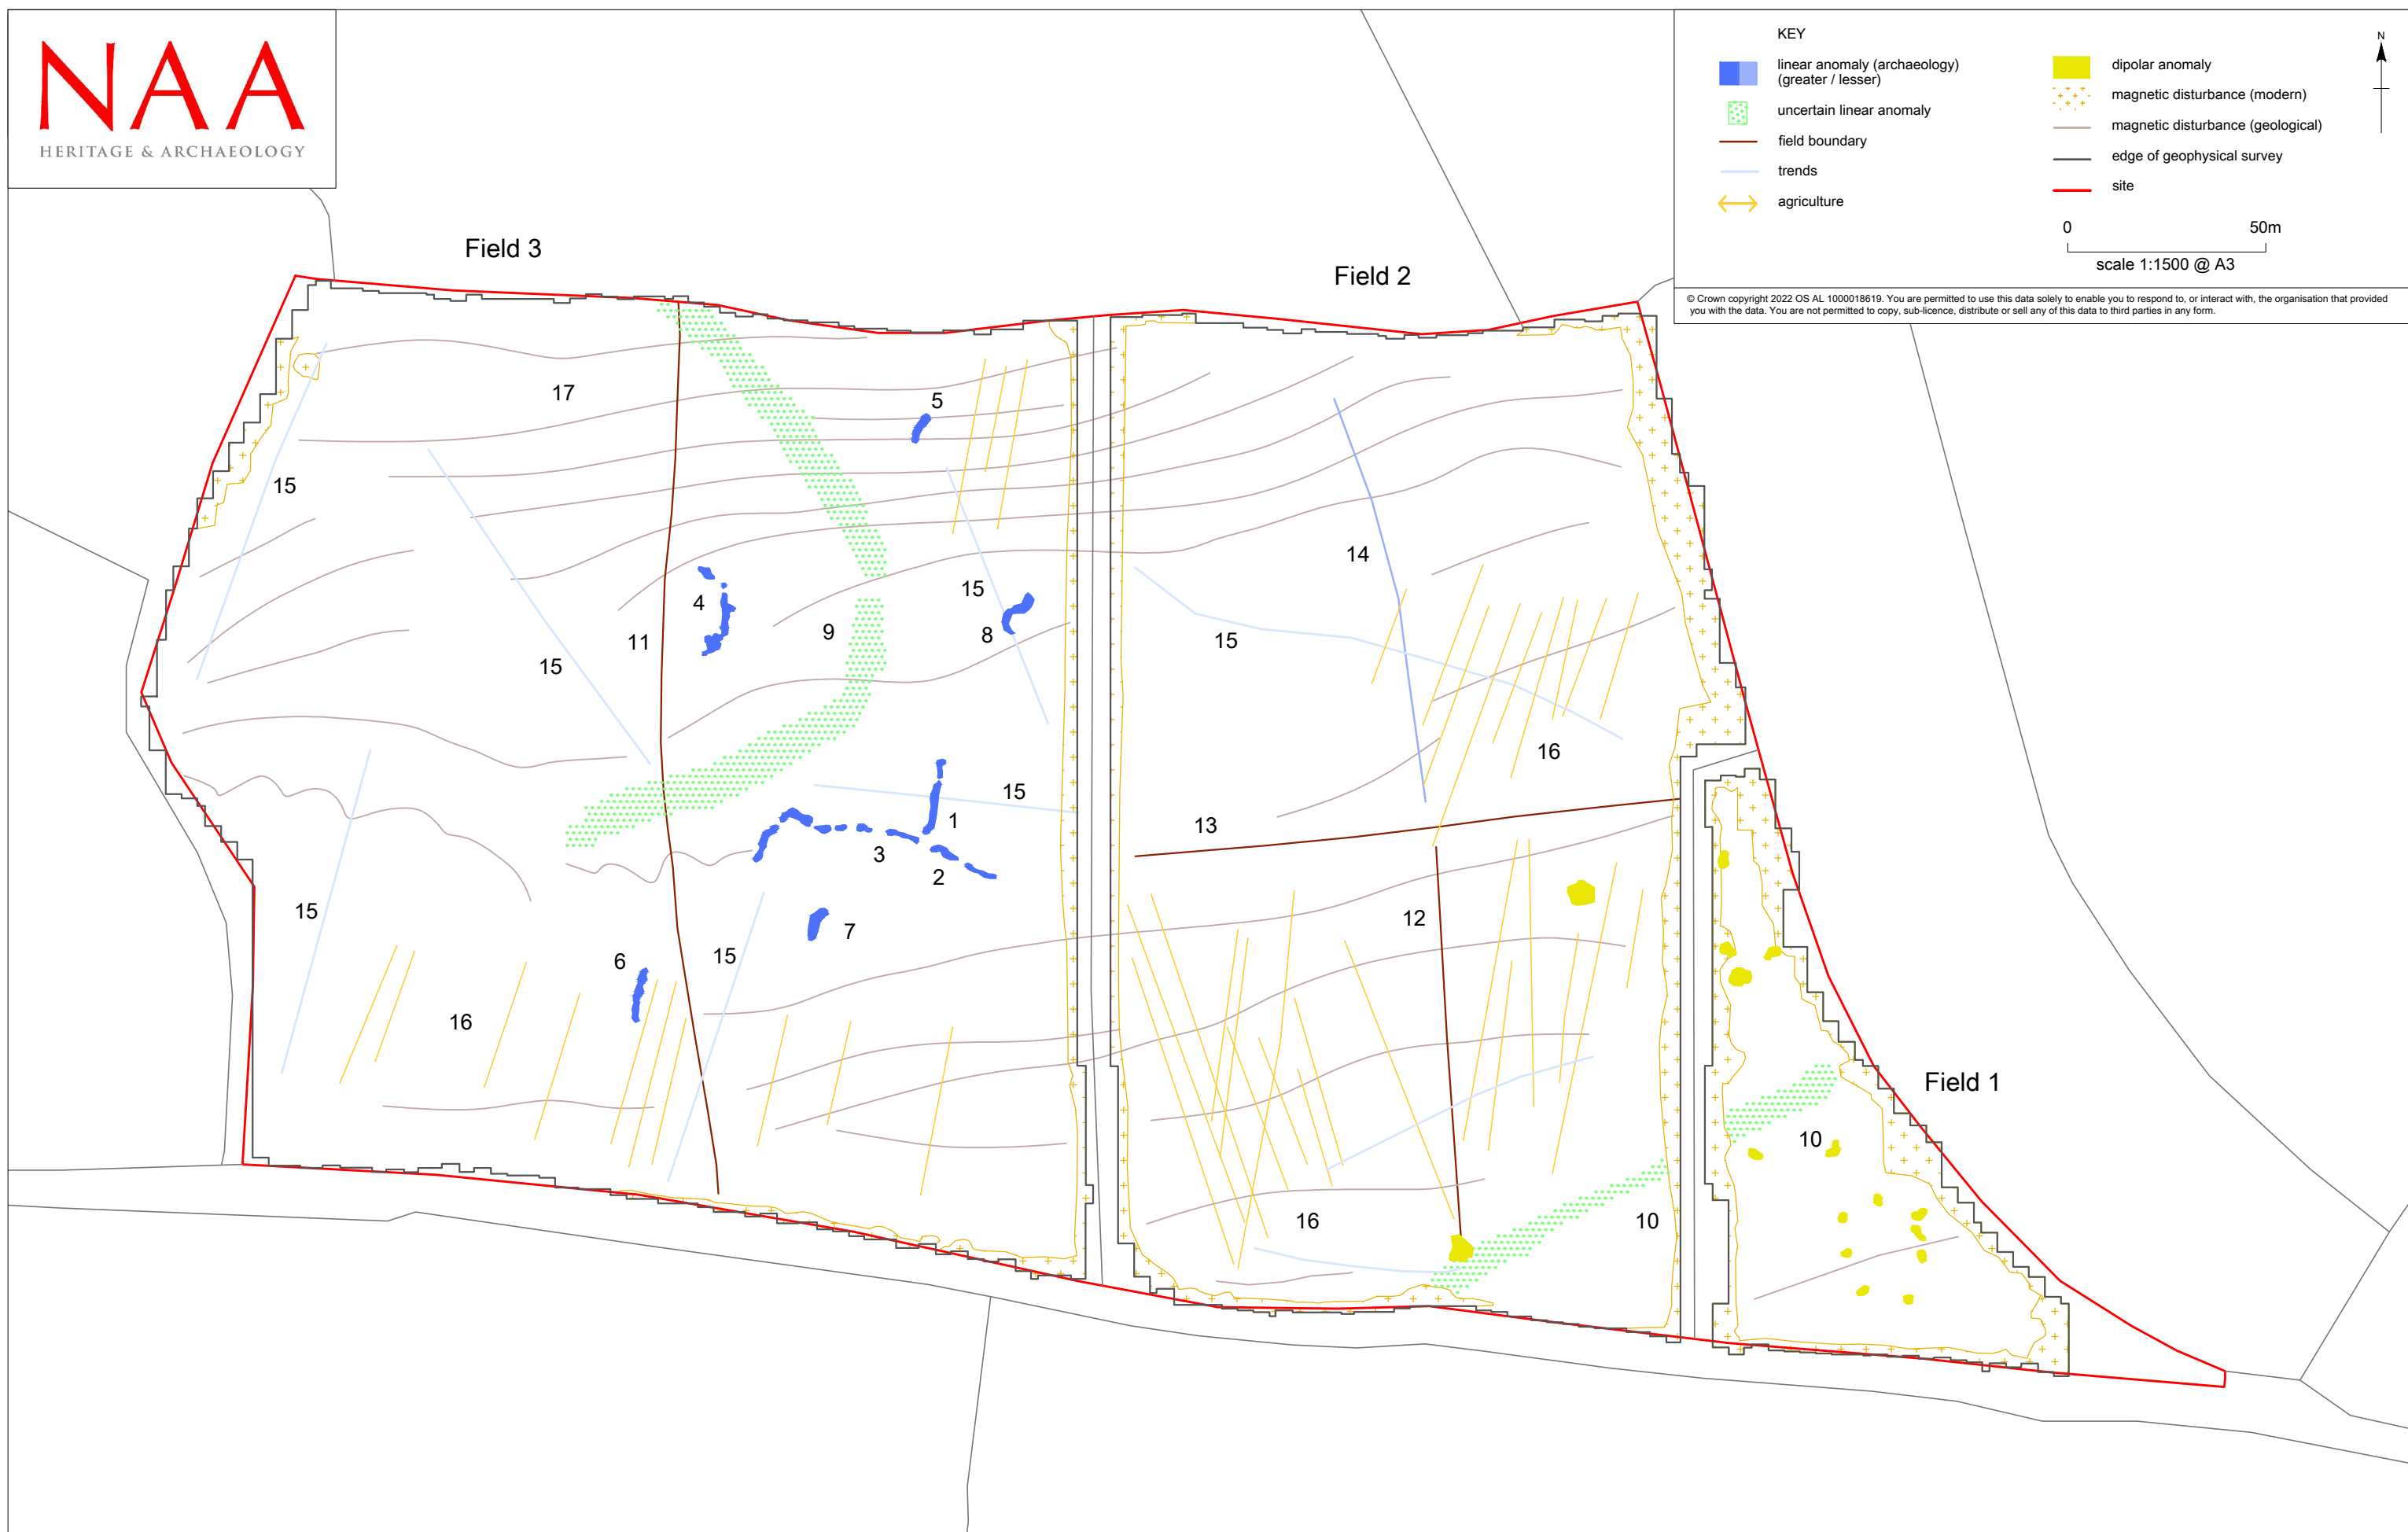 NAA
HERITAGE & ARCHAEOLOGY
KEY
linear anomaly (archaeology)
(greater / lesser)
uncertain linear anomaly
field boundary
trends
agriculture
dipolar anomaly
magnetic disturbance (modern)
magnetic disturbance (geological)
edge of geophysical survey
site
N
0 50m
scale 1:1500 @ A3
© Crown copyright 2022 OS AL 1000018619. You are permitted to use this data solely to enable you to respond to, or interact with, the organisation that provided
you with the data. You are not permitted to copy, sub-licence, distribute or sell any of this data to third parties in any form.
Field 3
Field 2
17
5
15
14
15
4
9
8
11
15
15
16
15
1
13
3
2
15
12
7
15
6
16
Field 1
10
16
10